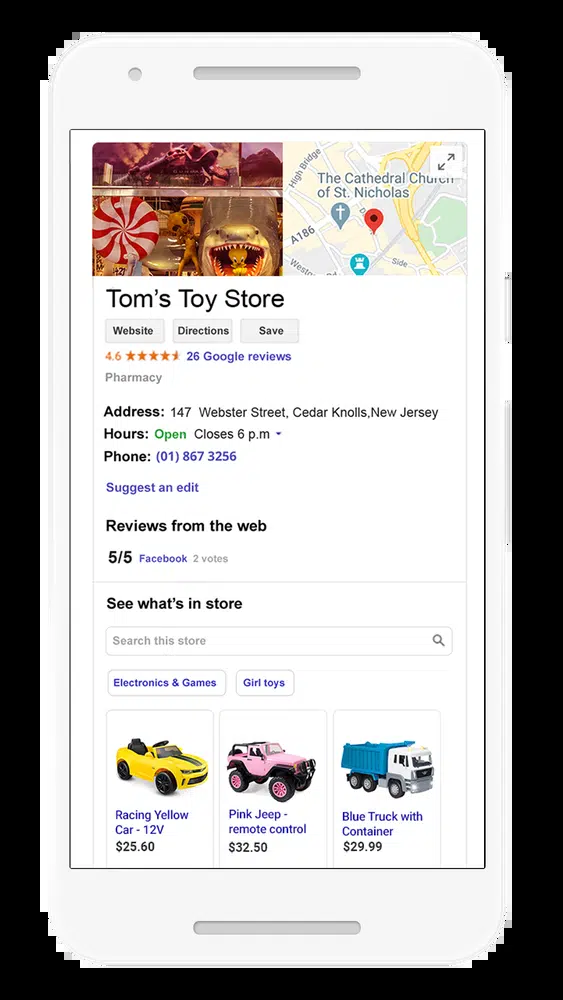 High Bridge
The Cathedral Church
of St. Nicholas
A186
Side
Tom's Toy Store
Website Directions Save
4.6 26 Google reviews
Pharmacy
Address: 147 Webster Street, Cedar Knolls,New Jersey
Hours: Open Closes 6 p.m
Phone: (01) 867 3256
Suggest an edit
Reviews from the web
5/5 Facebook 2 votes
See what's in store
Search this store
Electronics & Games Girl toys
Racing Yellow
Car - 12V
$25.60
Pink Jeep -
remote control
$32.50
Blue Truck with
Container
$29.99